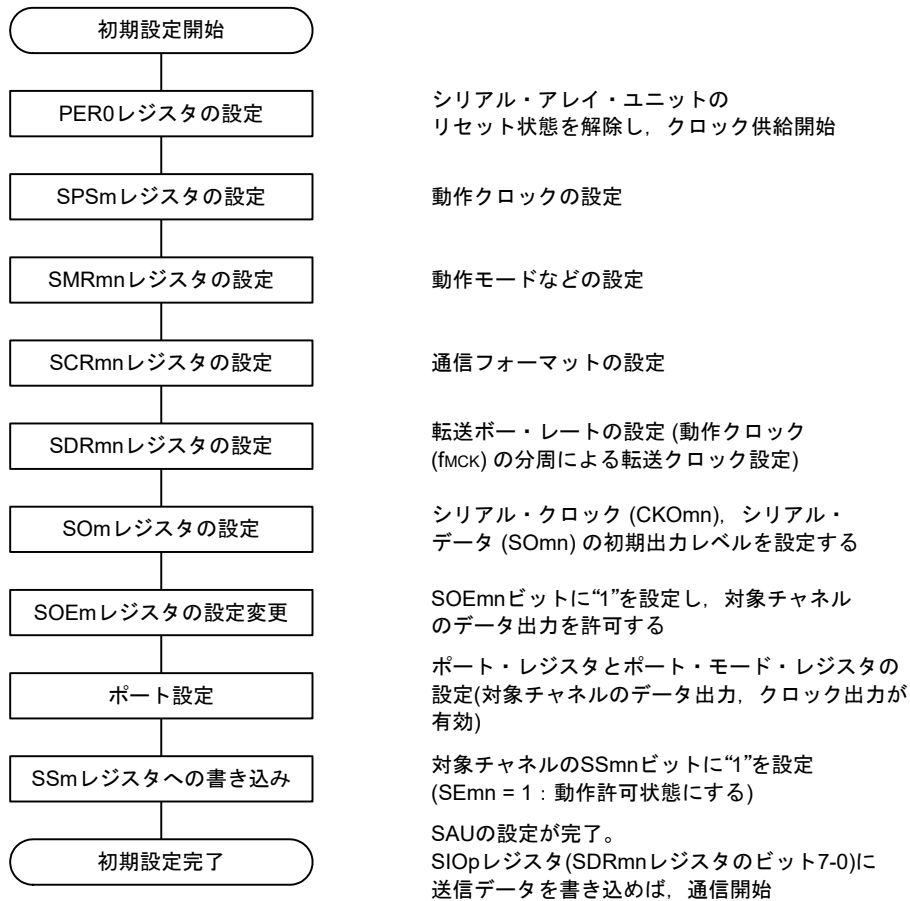 初期設定開始
PER0レジスタの設定
シリアル・アレイ・ユニットの
リセット状態を解除し，クロック供給開始
SPSmレジスタの設定
動作クロックの設定
SMRmnレジスタの設定
動作モードなどの設定
SCRmnレジスタの設定
通信フォーマットの設定
SDRmnレジスタの設定
転送ボー・レートの設定 (動作クロック
(fMCK) の分周による転送クロック設定)
SOmレジスタの設定
シリアル・クロック (CKOmn)，シリアル・
データ (SOmn) の初期出力レベルを設定する
SOEmレジスタの設定変更
SOEmnビットに“1”を設定し，対象チャネル
のデータ出力を許可する
ポート設定
ポート・レジスタとポート・モード・レジスタの
設定(対象チャネルのデータ出力，クロック出力が
有効)
SSmレジスタへの書き込み
対象チャネルのSSmnビットに“1”を設定
(SEmn = 1：動作許可状態にする)
初期設定完了
SAUの設定が完了。
SIOpレジスタ(SDRmnレジスタのビット7-0)に
送信データを書き込めば，通信開始